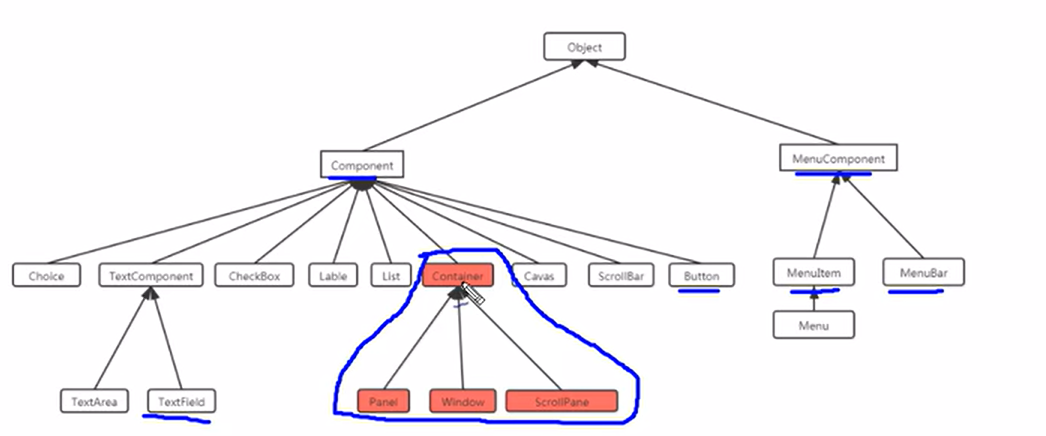 Object
Component
MenuComponent
Choice
TextComponent
CheckBox
Lable
List
Container
Cavas
ScrollBar
Button
MenuItem
MenuBar
Menu
TextArea
TextField
Panel
Window
ScrollPane